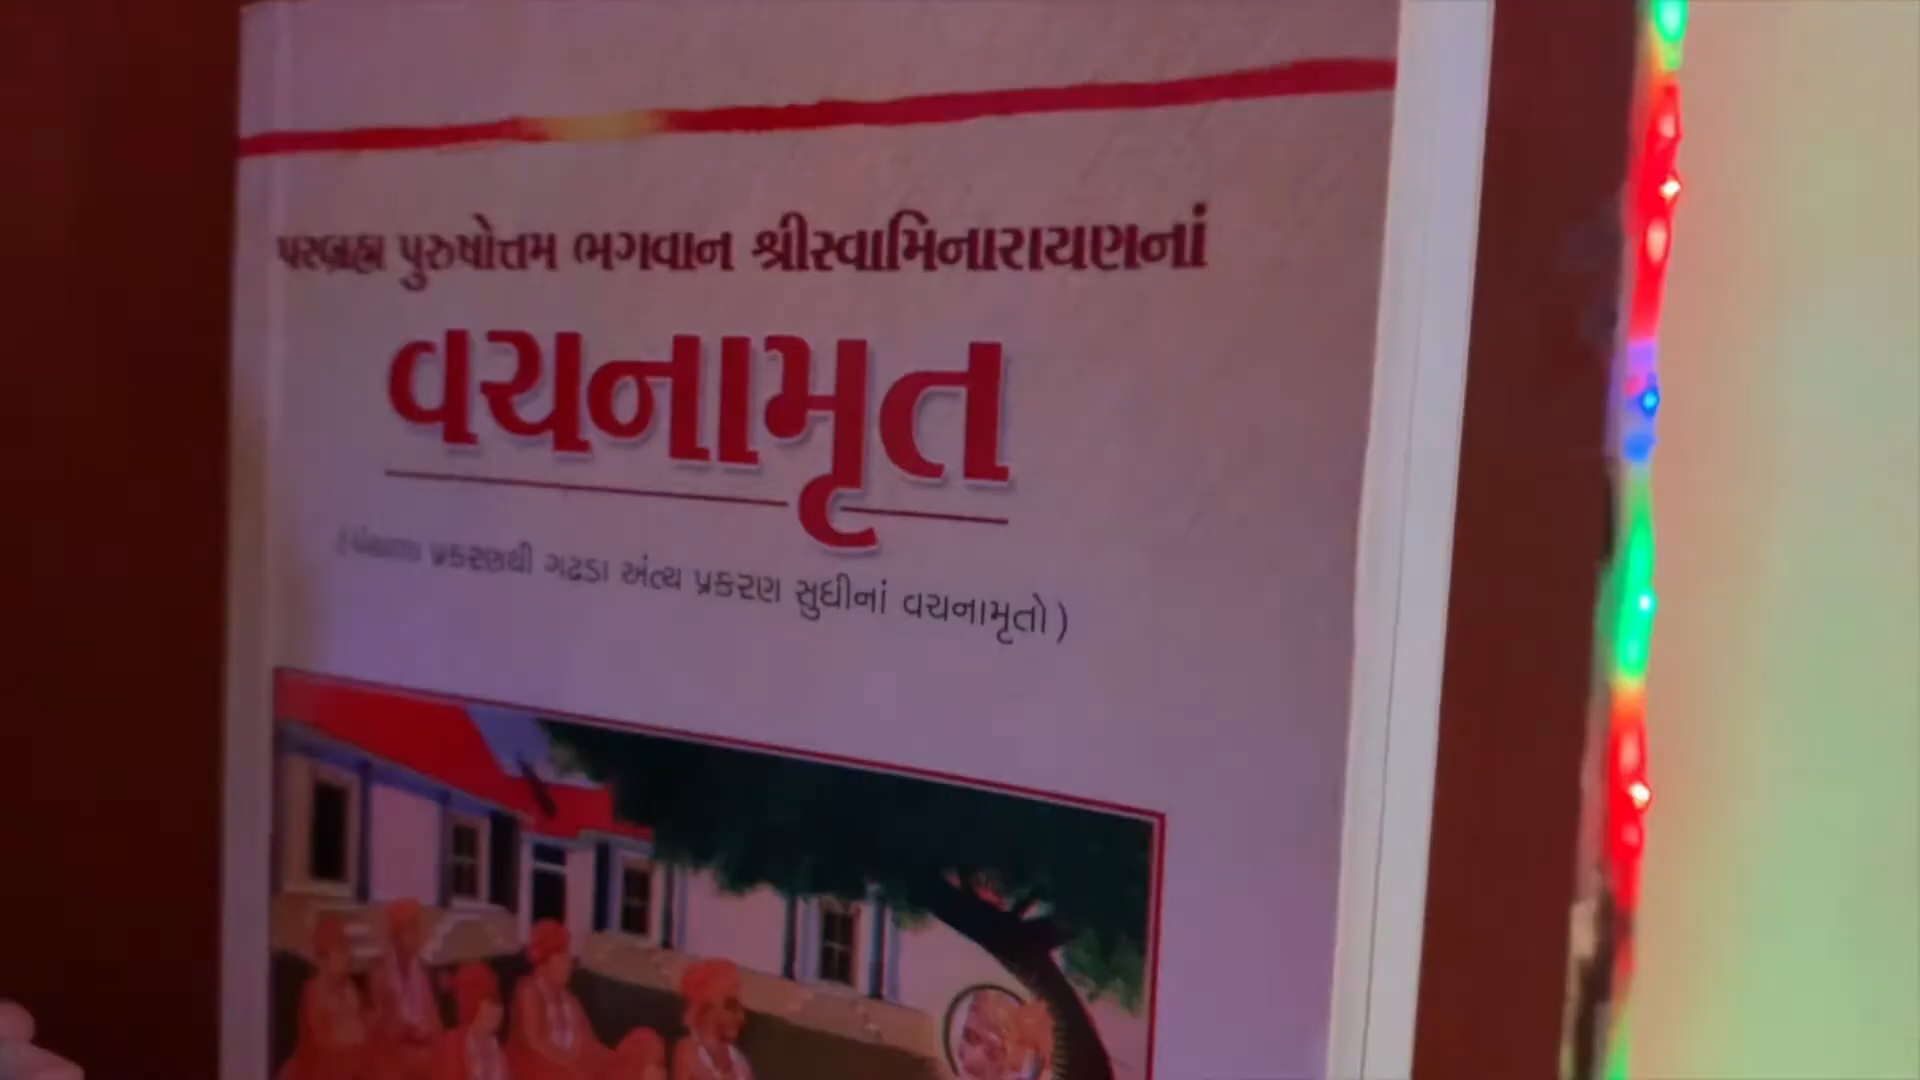 પરબ્રહ્મ પુરુષોત્તમ ભગવાન શ્રીસ્વામિનારાયણનાં
વચનામૃત
પ્રકરણથી ગઢડા અંત્ય પ્રકરણ સુધીનાં વચનામૃતો)